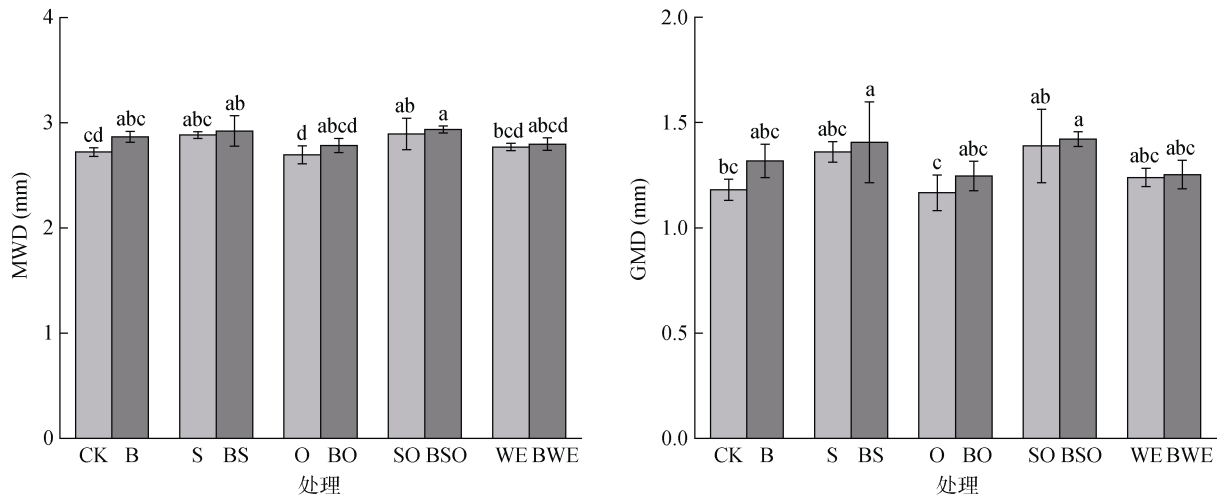 4
3
2
1
0
MWD (mm)
cd abc abc ab d abcd ab a bcd abcd
CK B S BS O BO SO BSO WE BWE
处理
2.0
1.5
1.0
0.5
0.0
GMD (mm)
bc abc abc a c abc ab a abc abc
CK B S BS O BO SO BSO WE BWE
处理